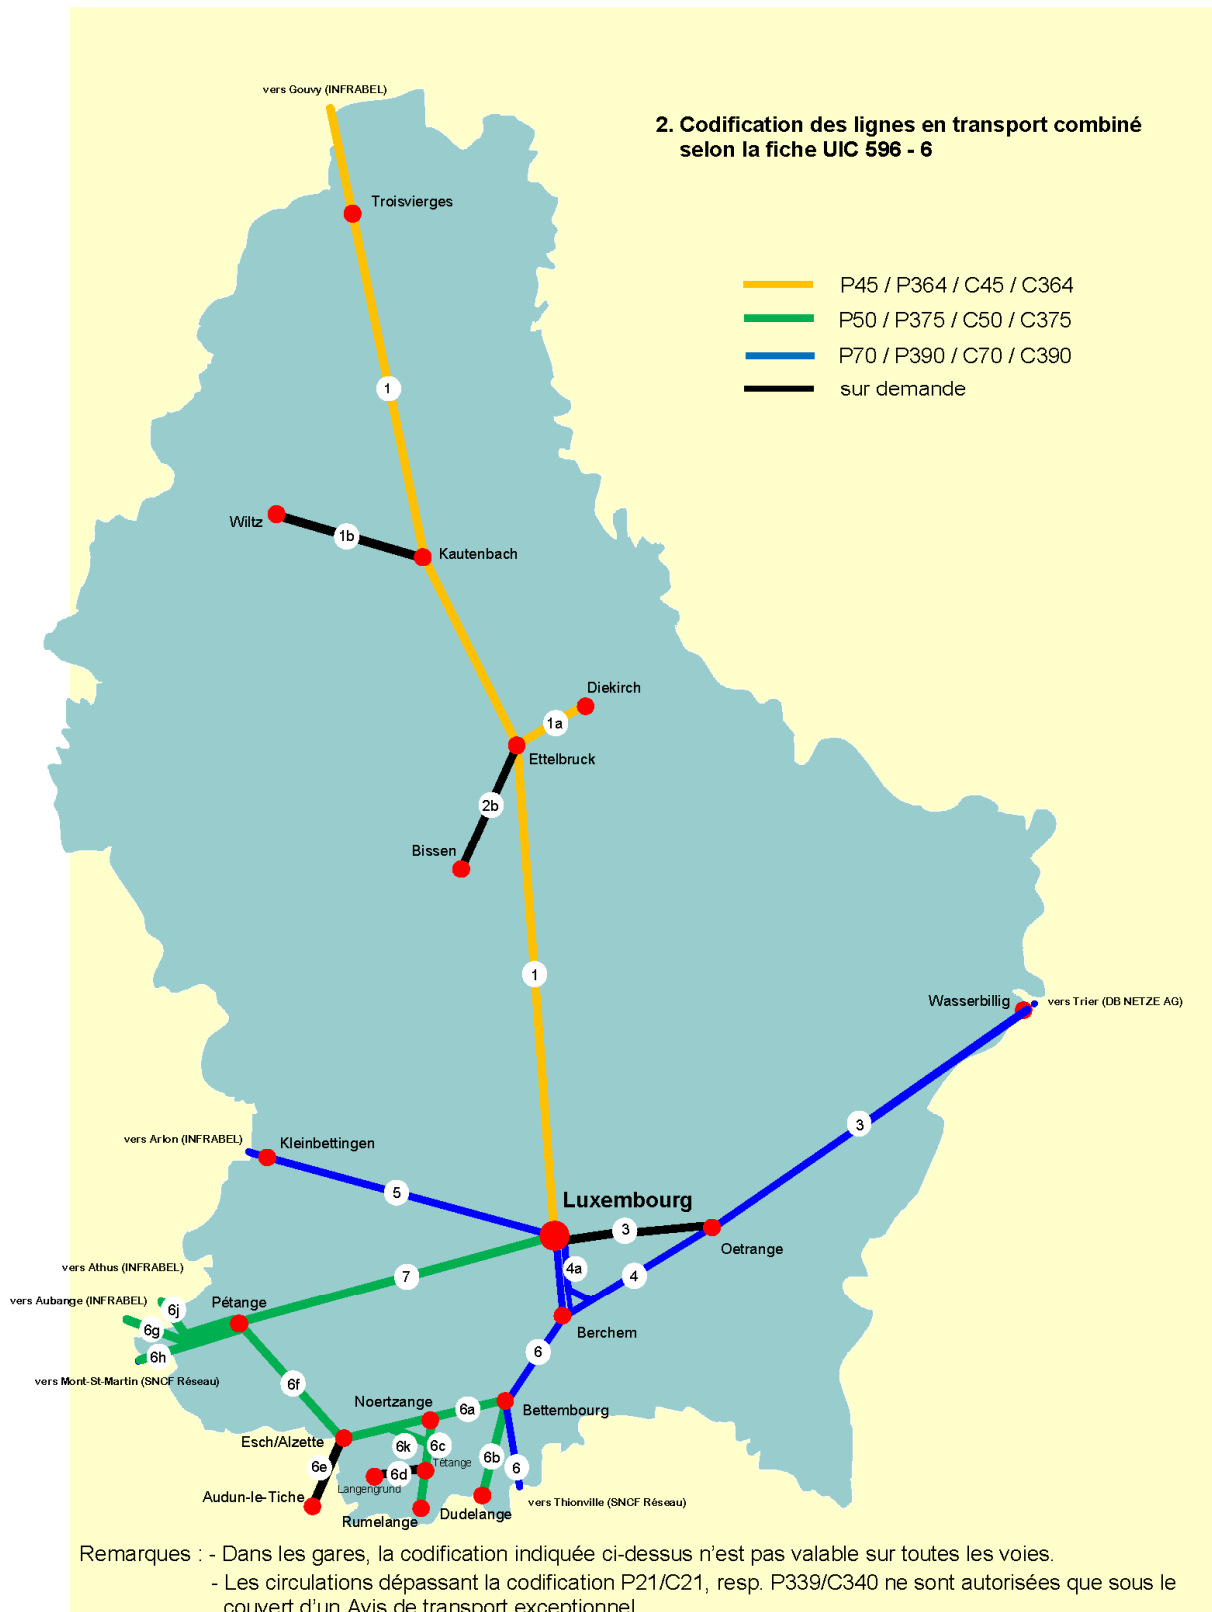 vers Gouvy (INFRABEL)
2. Codification des lignes en transport combiné
selon la fiche UIC 596 - 6
Troisvierges
P45 / P364 / C45 / C364
P50 / P375 / C50 / C375
P70 / P390 / C70 / C390
sur demande
1
Wiltz
1b
Kautenbach
Diekirch
1a
Ettelbruck
2b
Bissen
1
Wasserbillig
vers Trier (DB NETZE AG)
3
vers Arlon (INFRABEL)
Kleinbettingen
5
Luxembourg
3
Oetrange
4a
4
vers Athus (INFRABEL)
7
vers Aubange (INFRABEL)
6j
Pétange
6g
Berchem
6h
6
vers Mont-St-Martin (SNCF Réseau)
6f
Noertzange
6a
Bettembourg
Esch/Alzette
6k
6c
6b
6
6e
6d
Tétange
Langengrund
Audun-le-Tiche
vers Thionville (SNCF Réseau)
Rumelange
Dudelange
Remarques : - Dans les gares, la codification indiquée ci-dessus n'est pas valable sur toutes les voies.
- Les circulations dépassant la codification P21/C21, resp. P339/C340 ne sont autorisées que sous le
couvert d'un Avis de transport exceptionnel